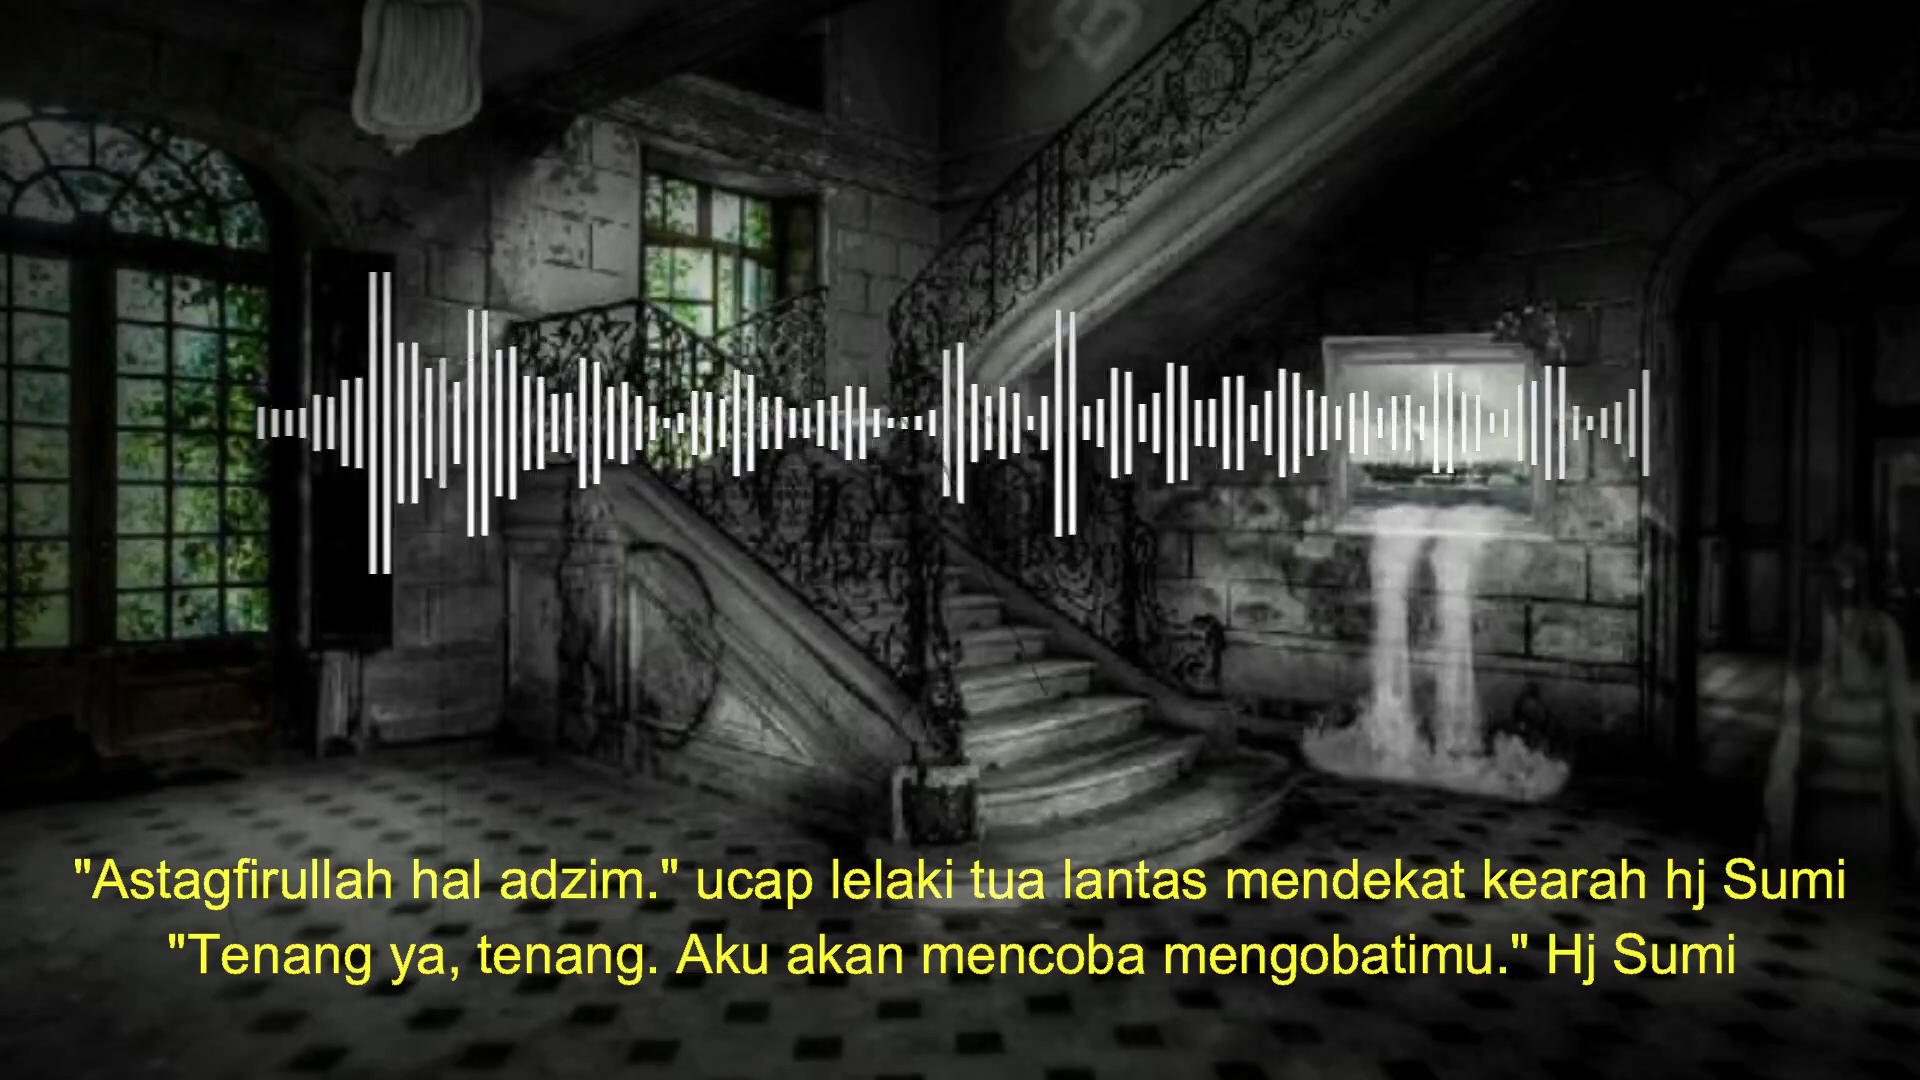 "Astagfirullah hal adzim." ucap lelaki tua lantas mendekat kearah hj Sumi
"Tenang ya, tenang. Aku akan mencoba mengobatimu." Hj Sumi